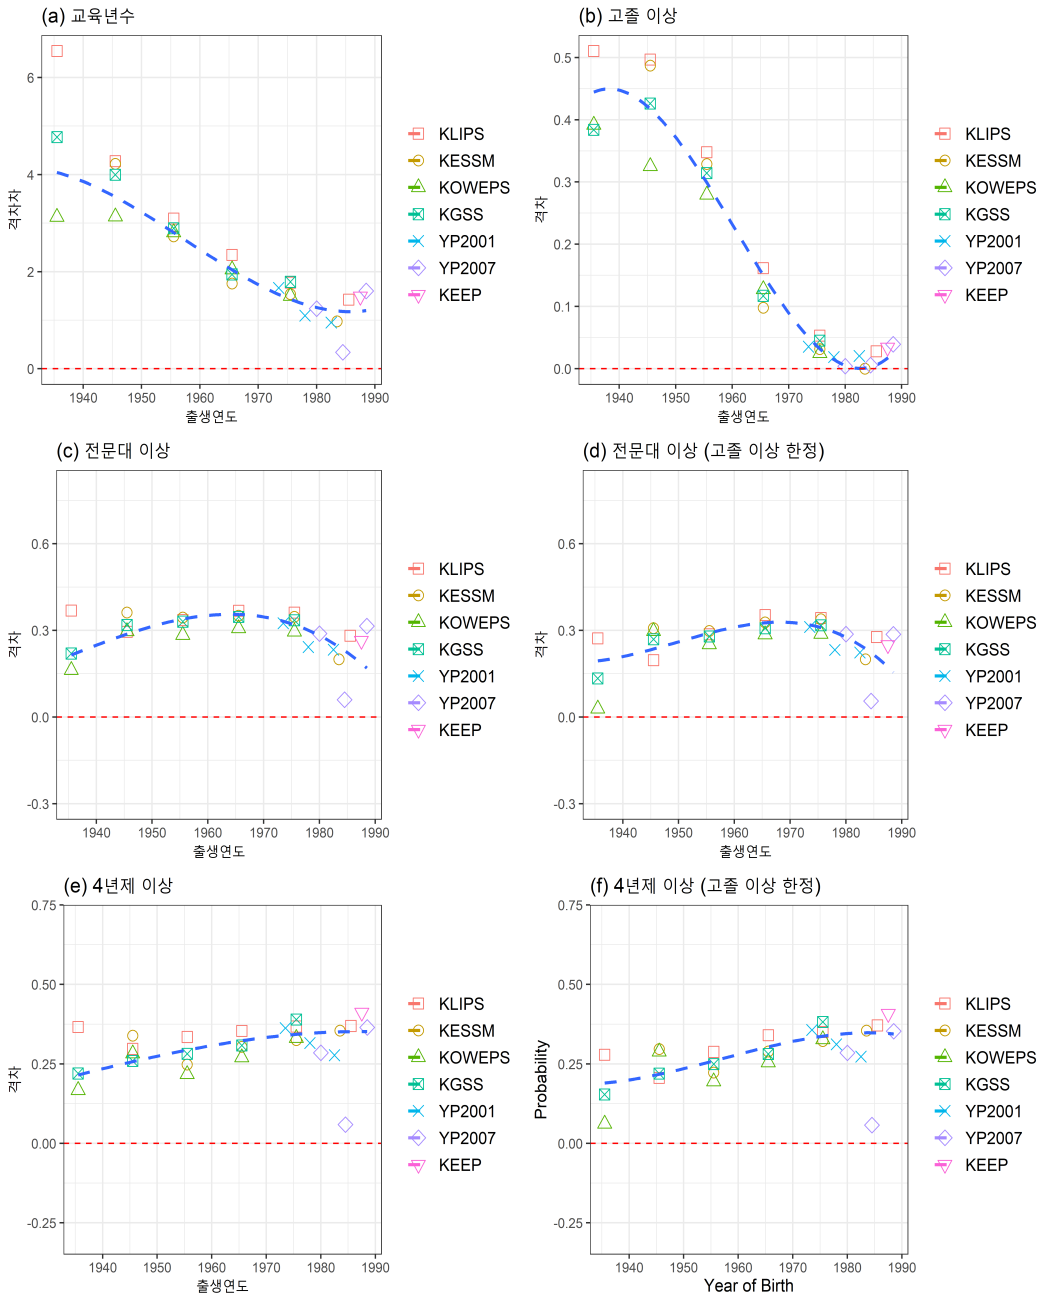 (a) 교육년수
격차차
6
4
2
0
1940 1950 1960 1970 1980 1990
출생연도
KLIPS
KESSM
KOWEPS
KGSS
YP2001
YP2007
KEEP
(b) 고졸 이상
격차
0.5
0.4
0.3
0.2
0.1
0.0
1940 1950 1960 1970 1980 1990
출생연도
KLIPS
KESSM
KOWEPS
KGSS
YP2001
YP2007
KEEP
(c) 전문대 이상
격차
0.6
0.3
0.0
-0.3
1940 1950 1960 1970 1980 1990
출생연도
KLIPS
KESSM
KOWEPS
KGSS
YP2001
YP2007
KEEP
(d) 전문대 이상 (고졸 이상 한정)
격차
0.6
0.3
0.0
-0.3
1940 1950 1960 1970 1980 1990
출생연도
KLIPS
KESSM
KOWEPS
KGSS
YP2001
YP2007
KEEP
(e) 4년제 이상
격차
0.75
0.50
0.25
0.00
-0.25
1940 1950 1960 1970 1980 1990
출생연도
KLIPS
KESSM
KOWEPS
KGSS
YP2001
YP2007
KEEP
(f) 4년제 이상 (고졸 이상 한정)
Probability
0.75
0.50
0.25
0.00
-0.25
1940 1950 1960 1970 1980 1990
Year of Birth
KLIPS
KESSM
KOWEPS
KGSS
YP2001
YP2007
KEEP